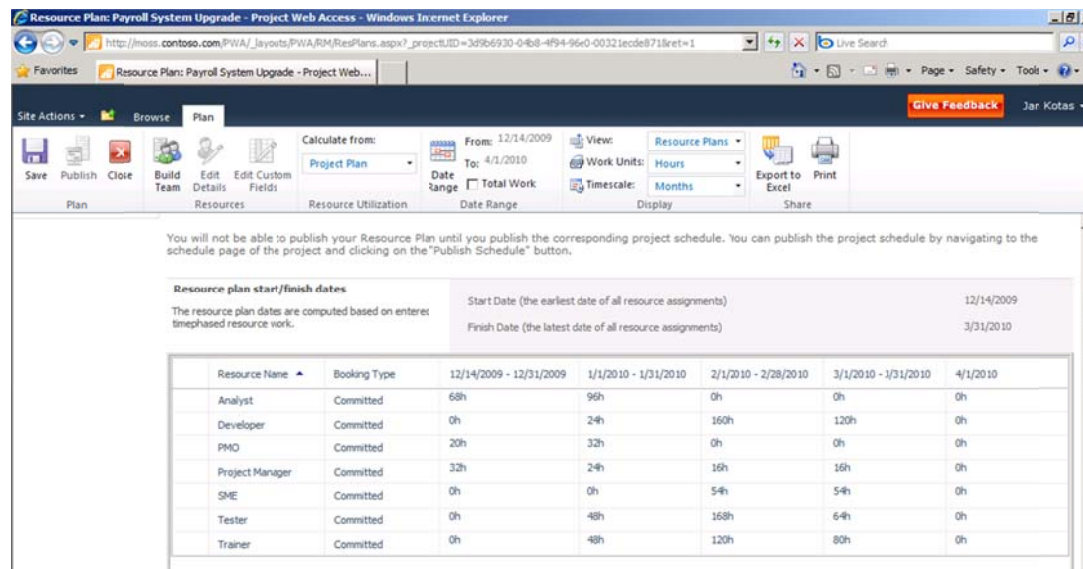 Resource Plan: Payroll System Upgrade - Project Web Access - Windows Internet Explorer
http://moss.contoso.com/PWA/_layouts/PWA/RM/ResPlans.aspx?_projectUID=3d9b6930-04b8-4f94-96e0-00321ecde871&ret=1
Live Search
Favorites Resource Plan: Payroll System Upgrade - Project Web... Page Safety Tools
Give Feedback Jar Kotas
Site Actions Browse Plan
Calculate from: From: 12/14/2009 View: Resource Plans
Project Plan To: 4/1/2010 Work Units: Hours
Save Publish Close Build Team Edit Details Edit Custom Fields Date Range Total Work Timescale: Months Export to Excel Print
Plan Resources Resource Utilization Date Range Display Share
You will not be able to publish your Resource Plan until you publish the corresponding project schedule. You can publish the project schedule by navigating to the
schedule page of the project and clicking on the "Publish Schedule" button.
Resource plan start/finish dates
The resource plan dates are computed based on entered
timephased resource work.
Start Date (the earliest date of all resource assignments) 12/14/2009
Finish Date (the latest date of all resource assignments) 3/31/2010
Resource Name Booking Type 12/14/2009 - 12/31/2009 1/1/2010 - 1/31/2010 2/1/2010 - 2/28/2010 3/1/2010 - 3/31/2010 4/1/2010
Analyst Committed 68h 96h 0h 0h 0h
Developer Committed 0h 24h 160h 120h 0h
PMO Committed 20h 32h 0h 0h 0h
Project Manager Committed 32h 24h 16h 16h 0h
SME Committed 0h 0h 54h 54h 0h
Tester Committed 0h 48h 168h 64h 0h
Trainer Committed 0h 48h 120h 80h 0h